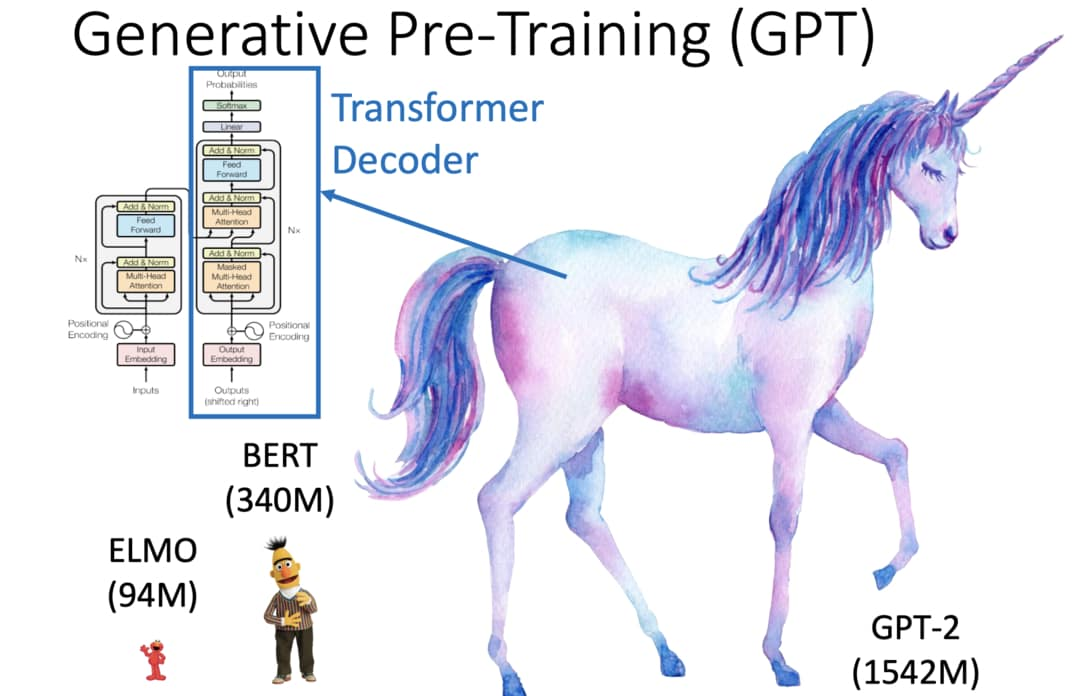 Generative Pre-Training (GPT)
Transformer
Decoder
Output
Probabilities
Softmax
Linear
Add & Norm
Feed
Forward
Add & Norm
Multi-Head
Attention
Nx
Add & Norm
Masked
Multi-Head
Attention
Positional
Encoding
Output
Embedding
Outputs
(shifted right)
Add & Norm
Feed
Forward
Nx
Add & Norm
Multi-Head
Attention
Positional
Encoding
Input
Embedding
Inputs
BERT
(340M)
ELMO
(94M)
GPT-2
(1542M)